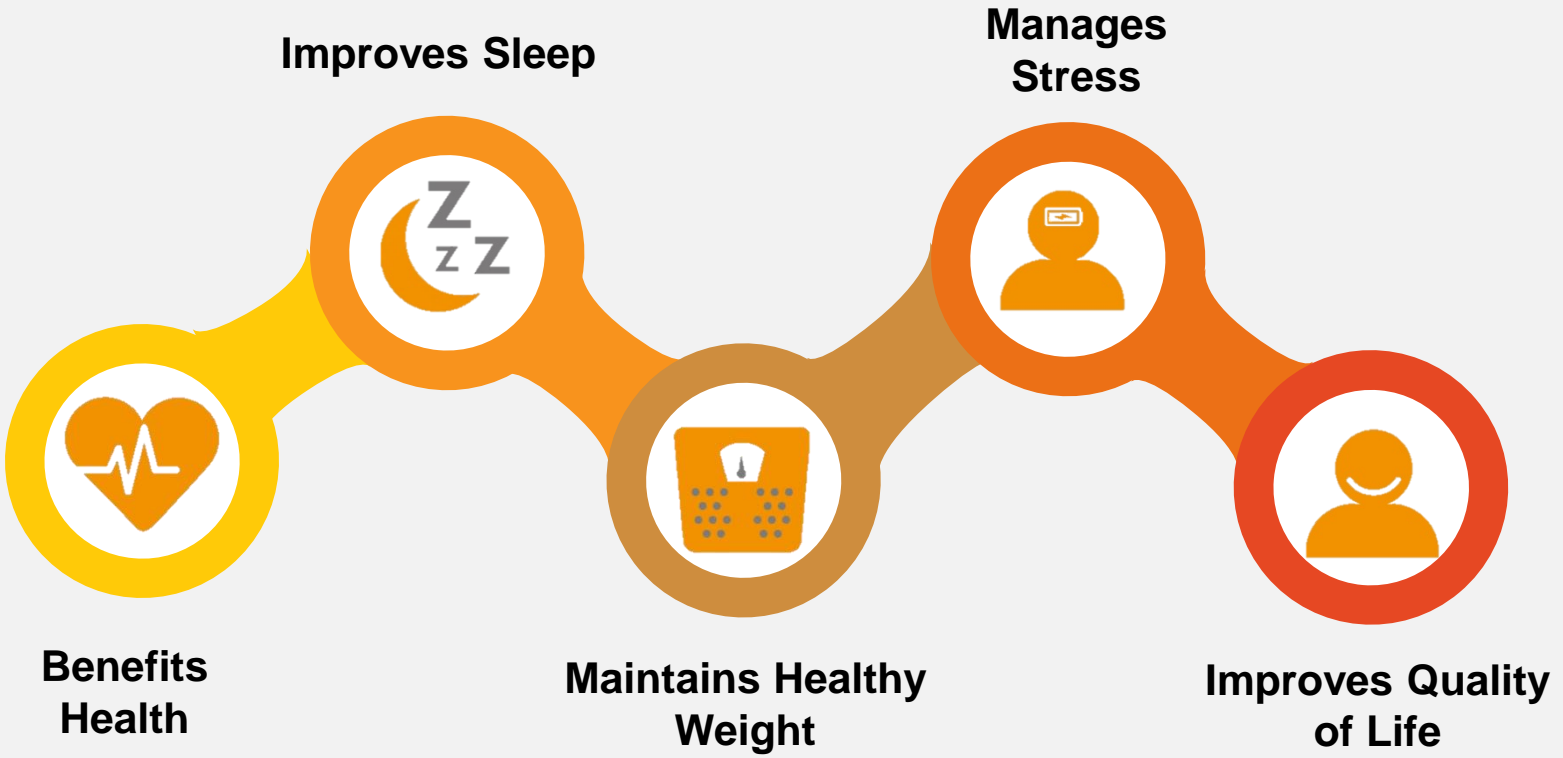 Improves Sleep
Manages
Stress
Z
Z
Z
Benefits
Health
Maintains Healthy
Weight
Improves Quality
of Life